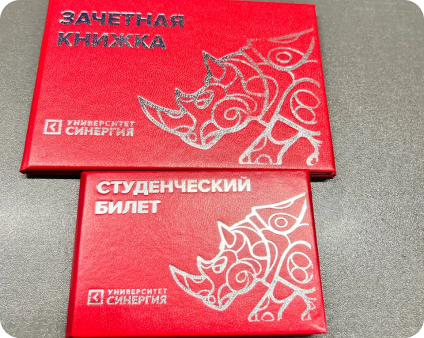 ЗАЧЕТНАЯ
КНИЖКА
УНИВЕРСИТЕТ
СИНЕРГИЯ
СТУДЕНЧЕСКИЙ
БИЛЕТ
УНИВЕРСИТЕТ
СИНЕРГИЯ